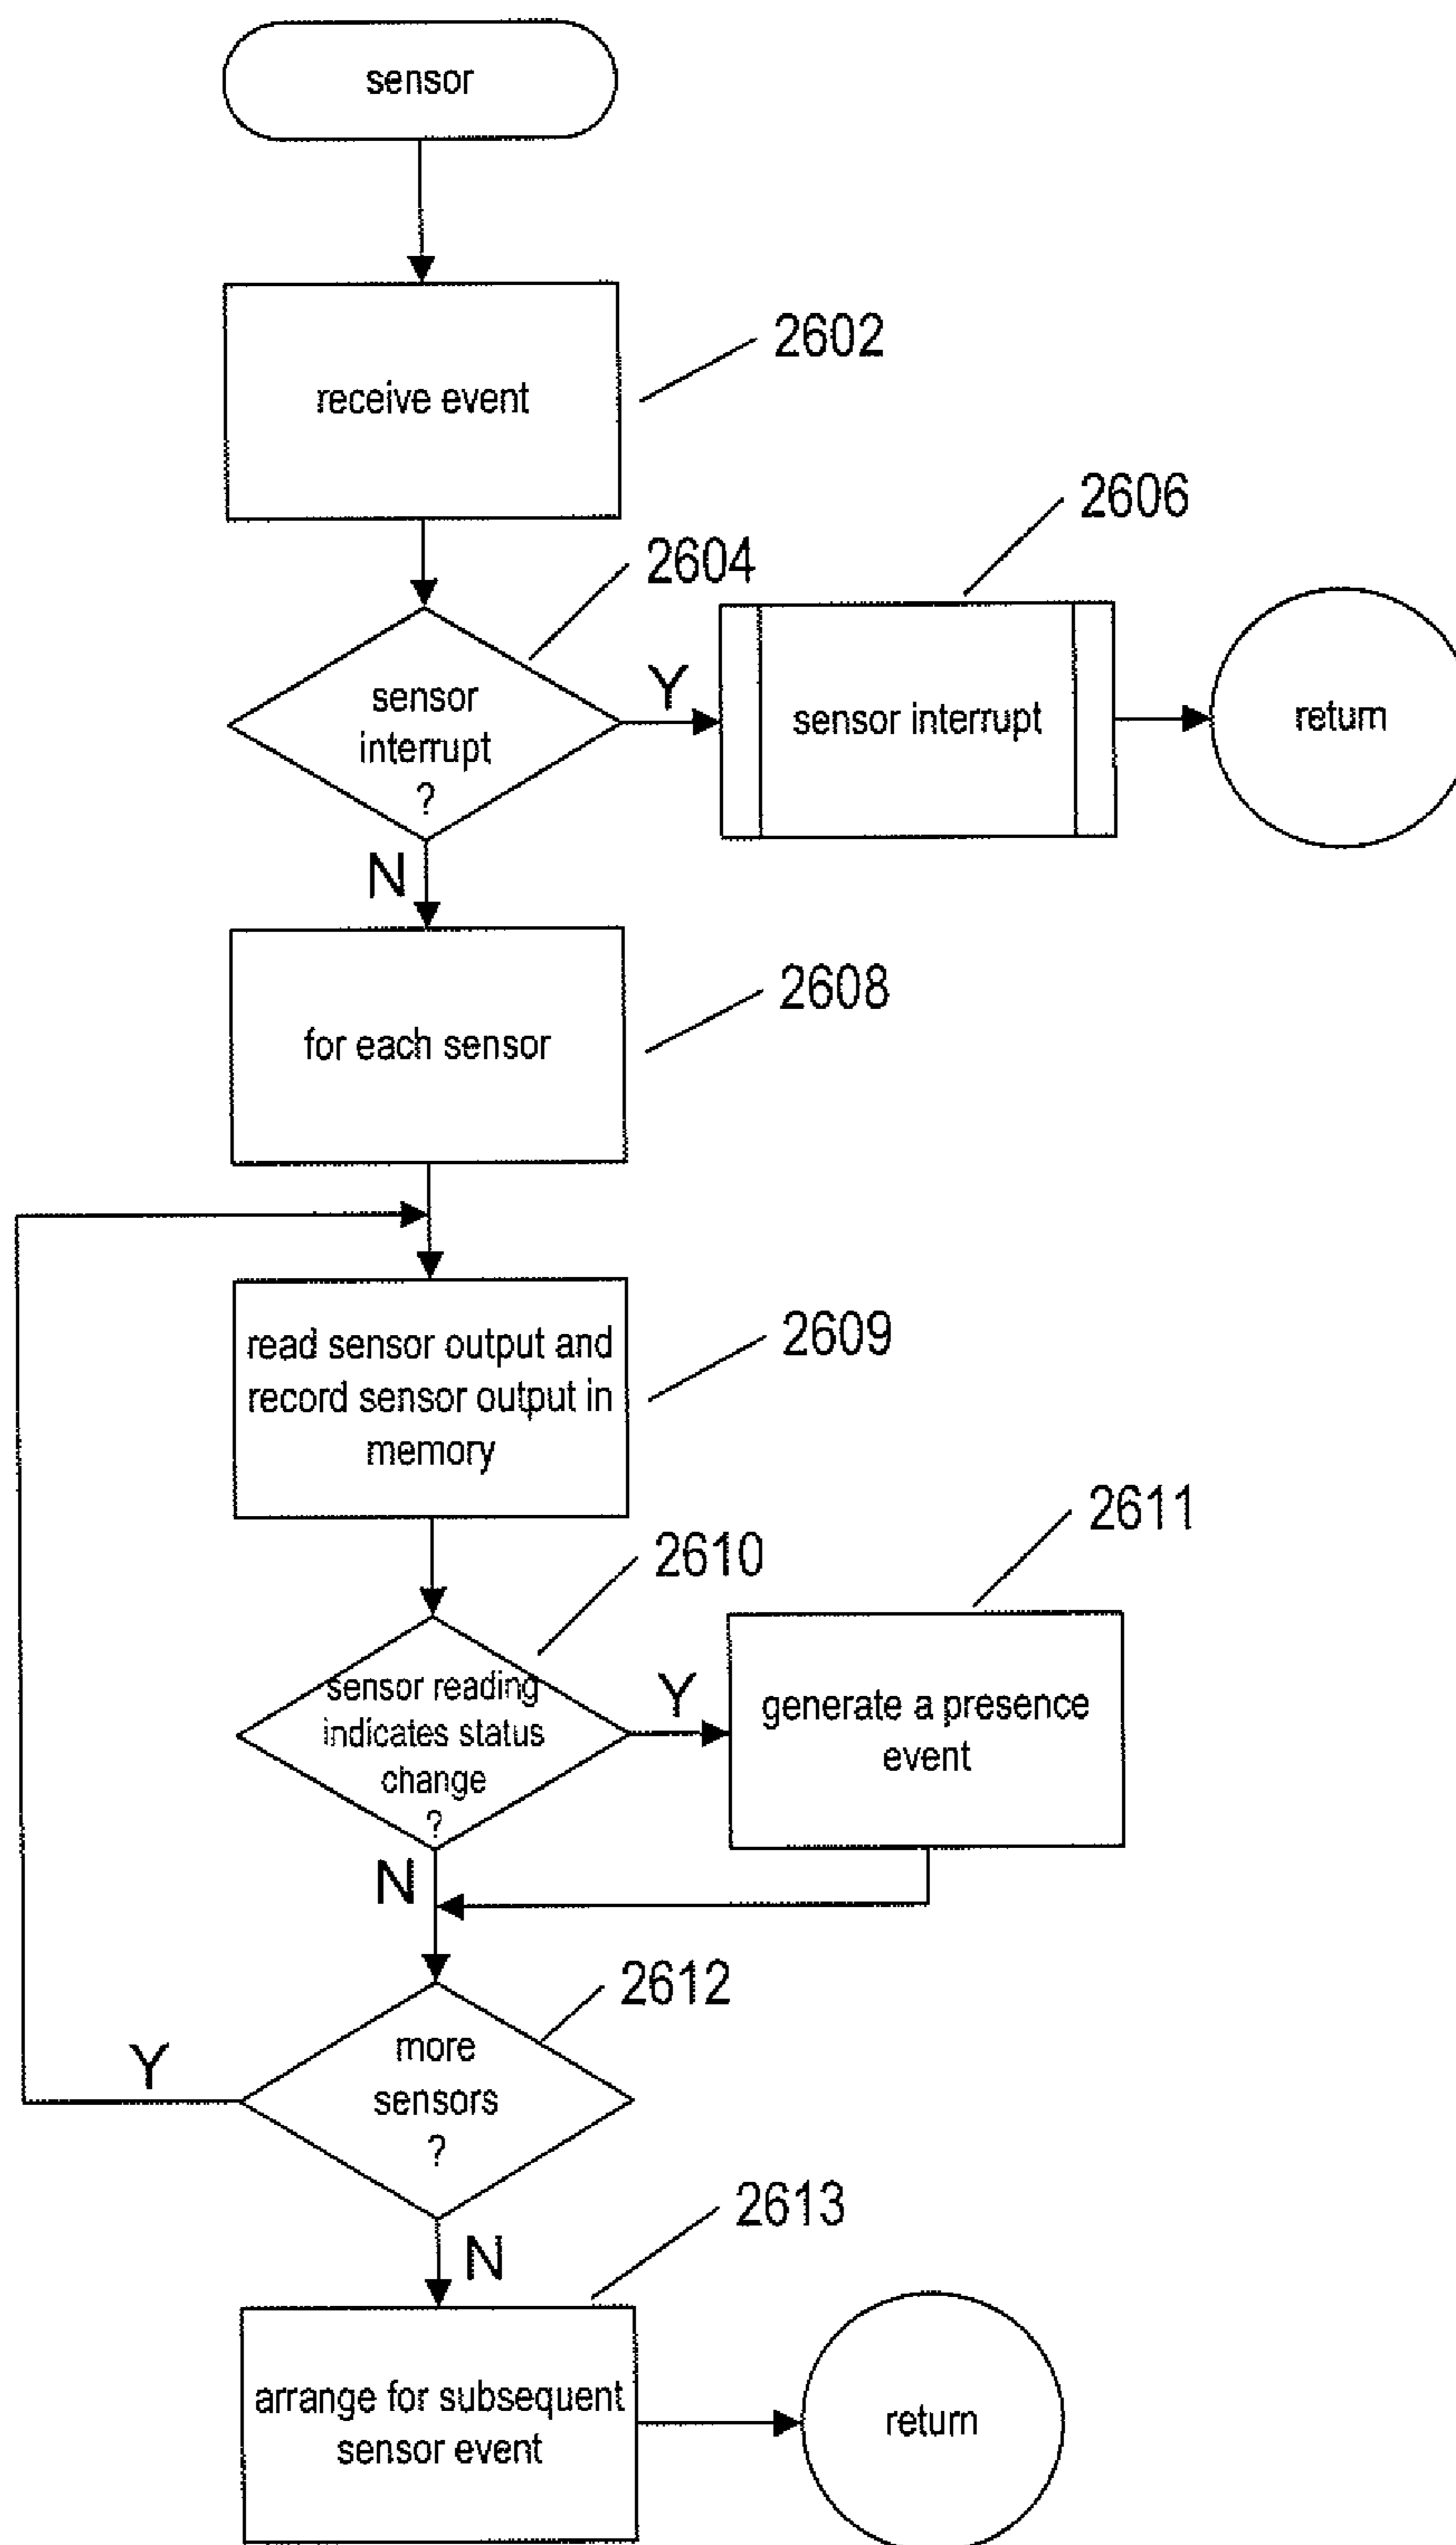 sensor
receive event
2602
2604
sensor
interrupt
?
Y
2606
sensor interrupt
return
N
for each sensor
2608
read sensor output and
record sensor output in
memory
2609
2610
sensor reading
indicates status
change
?
Y
2611
generate a presence
event
N
2612
more
sensors
?
Y
N
2613
arrange for subsequent
sensor event
return